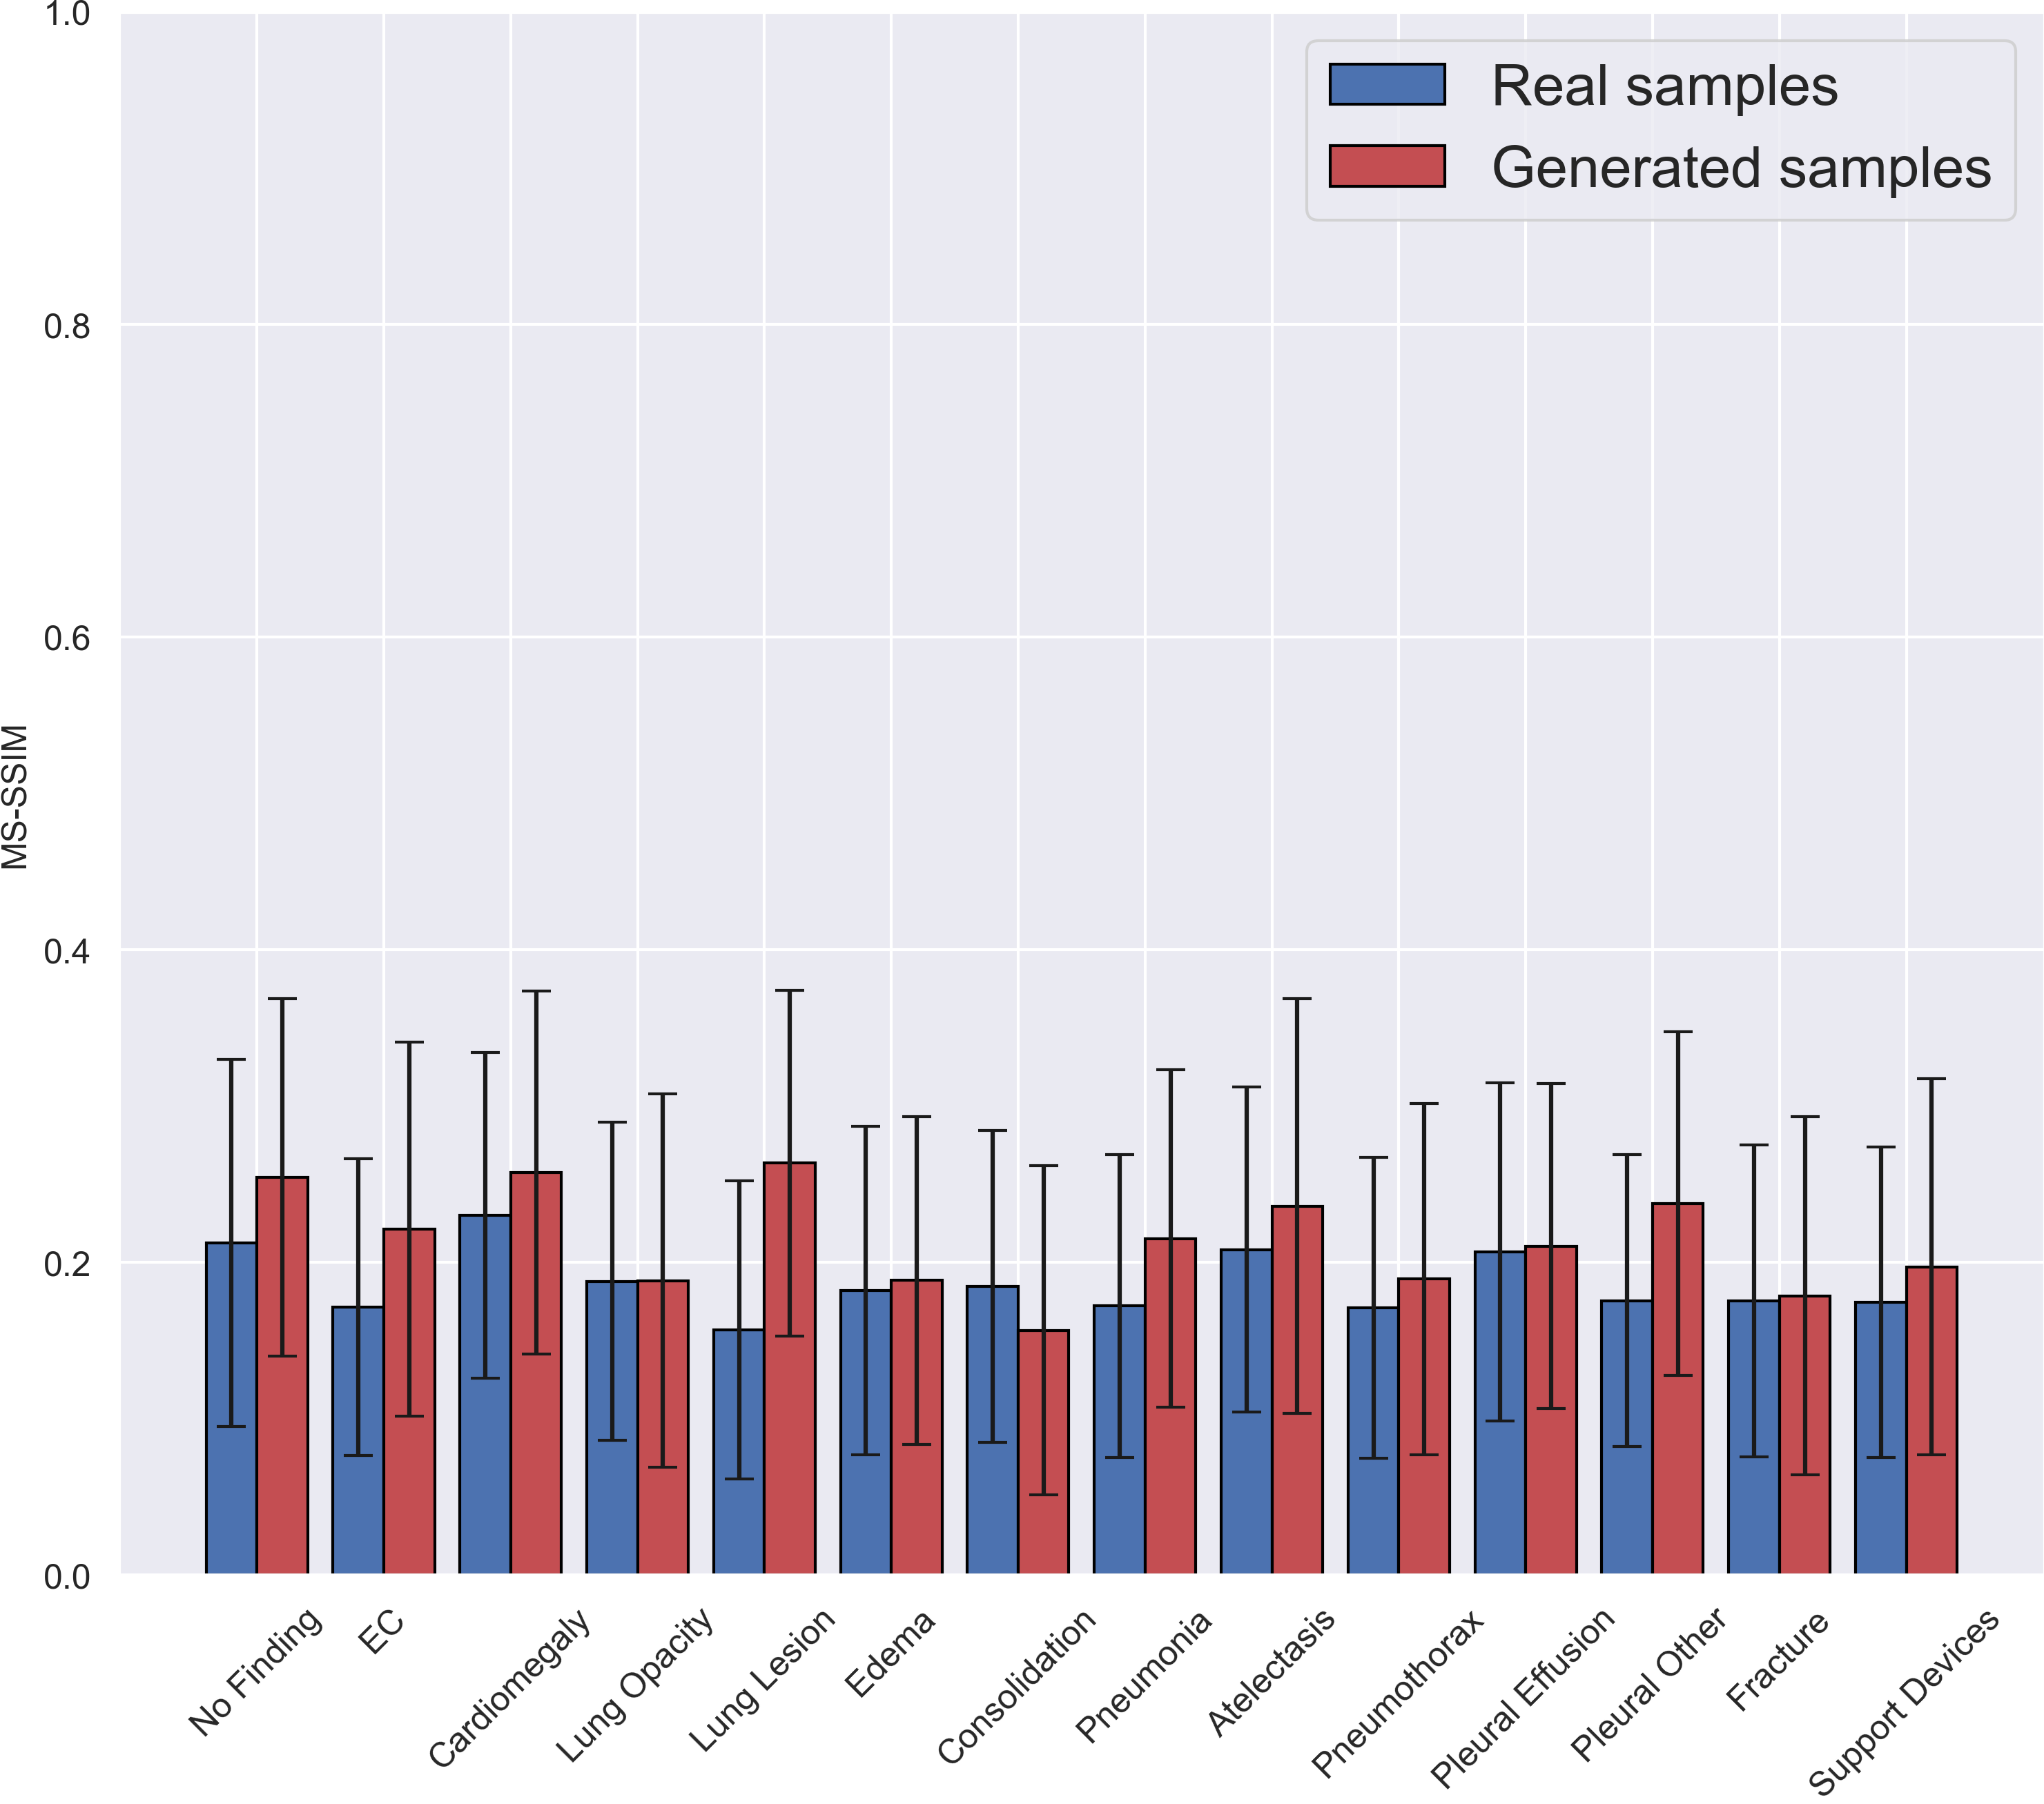 Real samples
Generated samples
MS-SSIM
1.0
0.8
0.6
0.4
0.2
0.0
No Finding
EC
Cardiomegaly
Lung Opacity
Lung Lesion
Edema
Consolidation
Pneumonia
Atelectasis
Pneumothorax
Pleural Effusion
Pleural Other
Fracture
Support Devices